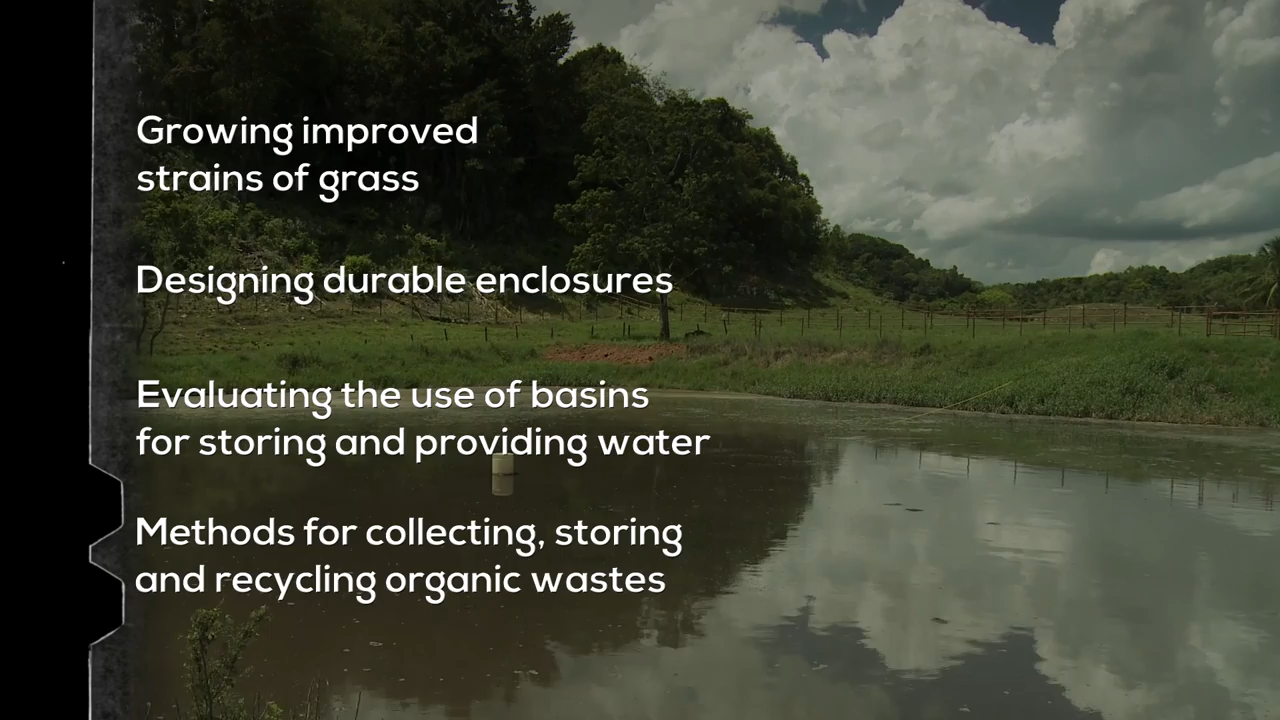 Growing improved
strains of grass
Designing durable enclosures
Evaluating the use of basins
for storing and providing water
Methods for collecting, storing
and recycling organic wastes